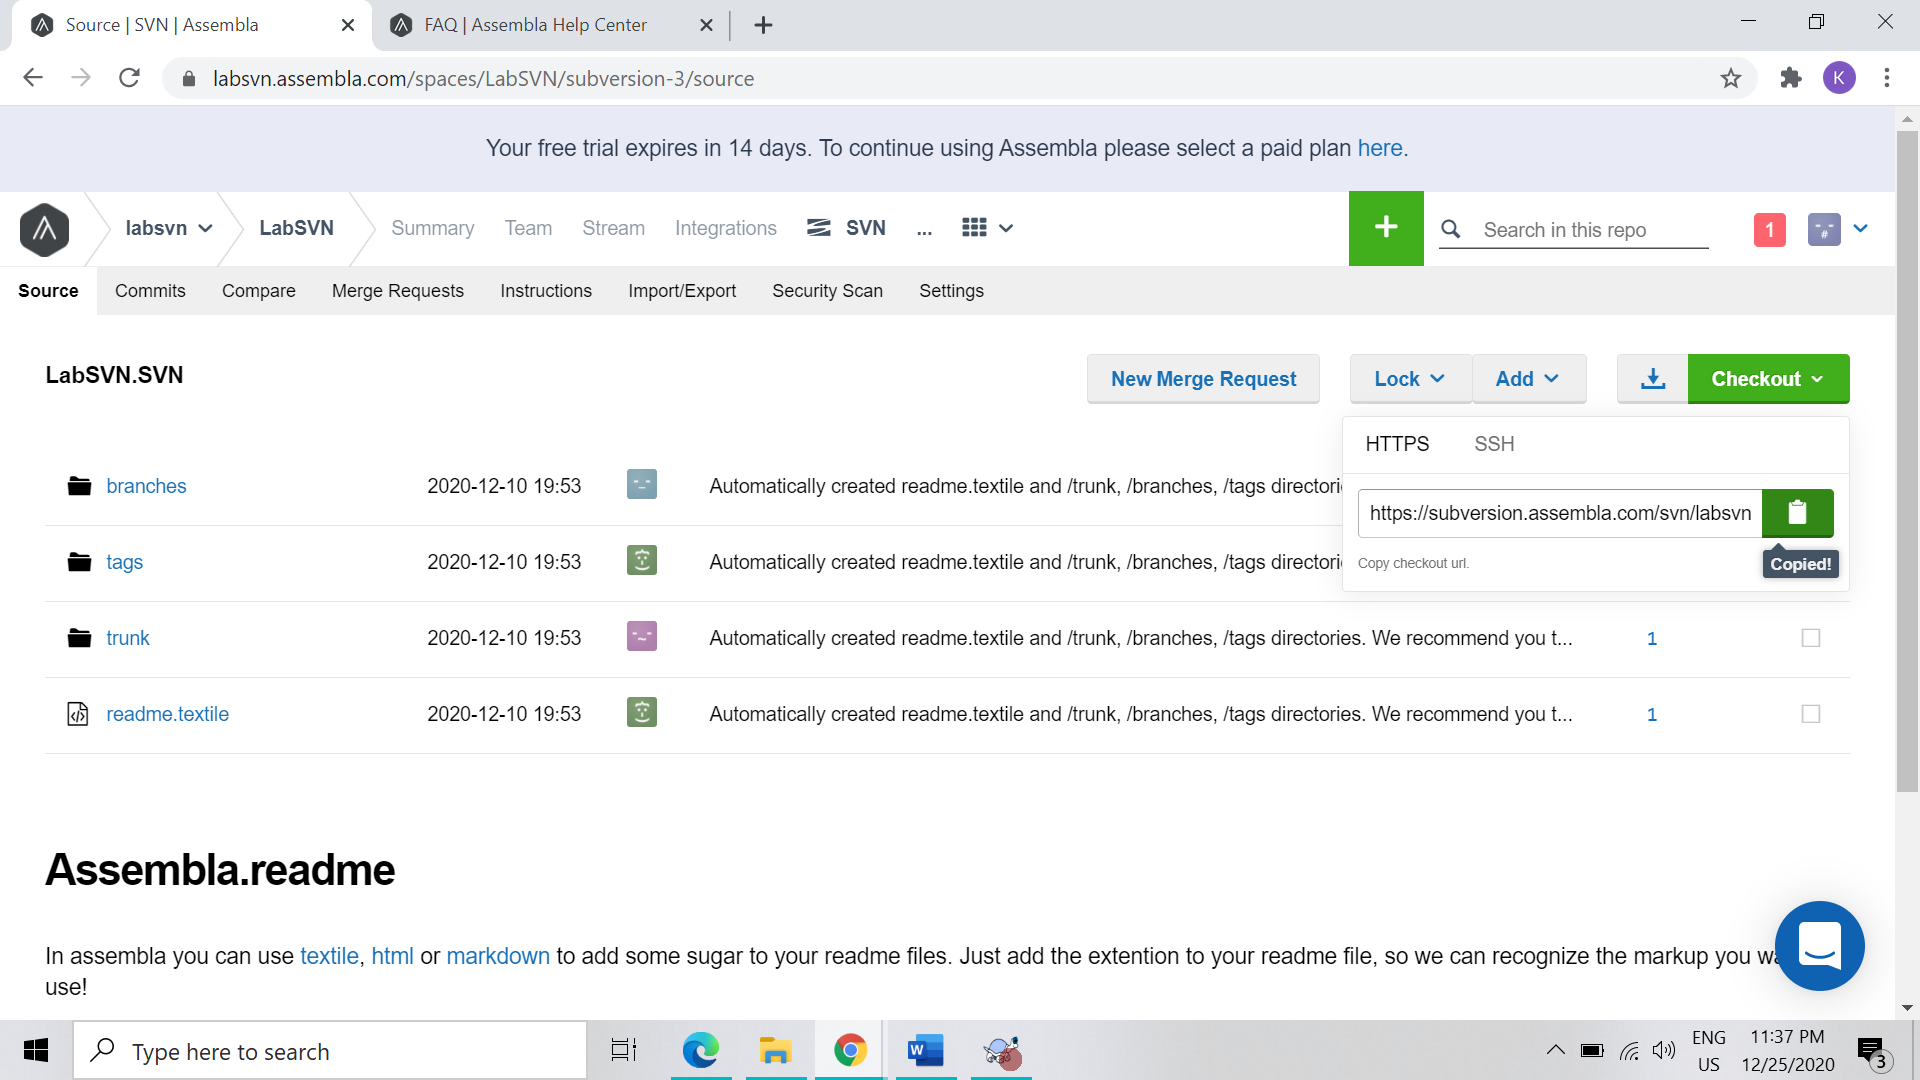 Source | SVN | Assembla
FAQ | Assembla Help Center
labsvn.assembla.com/spaces/LabSVN/subversion-3/source
K
Your free trial expires in 14 days. To continue using Assembla please select a paid plan here.
labsvn
LabSVN
Summary
Team
Stream
Integrations
SVN
...
Search in this repo
1
Source
Commits
Compare
Merge Requests
Instructions
Import/Export
Security Scan
Settings
LabSVN.SVN
New Merge Request
Lock
Add
Checkout
HTTPS
SSH
https://subversion.assembla.com/svn/labsvn
Copy checkout url.
Copied!
branches 2020-12-10 19:53 Automatically created readme.textile and /trunk, /branches, /tags directori
tags 2020-12-10 19:53 Automatically created readme.textile and /trunk, /branches, /tags directori
trunk 2020-12-10 19:53 Automatically created readme.textile and /trunk, /branches, /tags directories. We recommend you t... 1
readme.textile 2020-12-10 19:53 Automatically created readme.textile and /trunk, /branches, /tags directories. We recommend you t... 1
Assembla.readme
In assembla you can use textile, html or markdown to add some sugar to your readme files. Just add the extention to your readme file, so we can recognize the markup you wa
use!
Type here to search
ENG
US
11:37 PM
12/25/2020
3